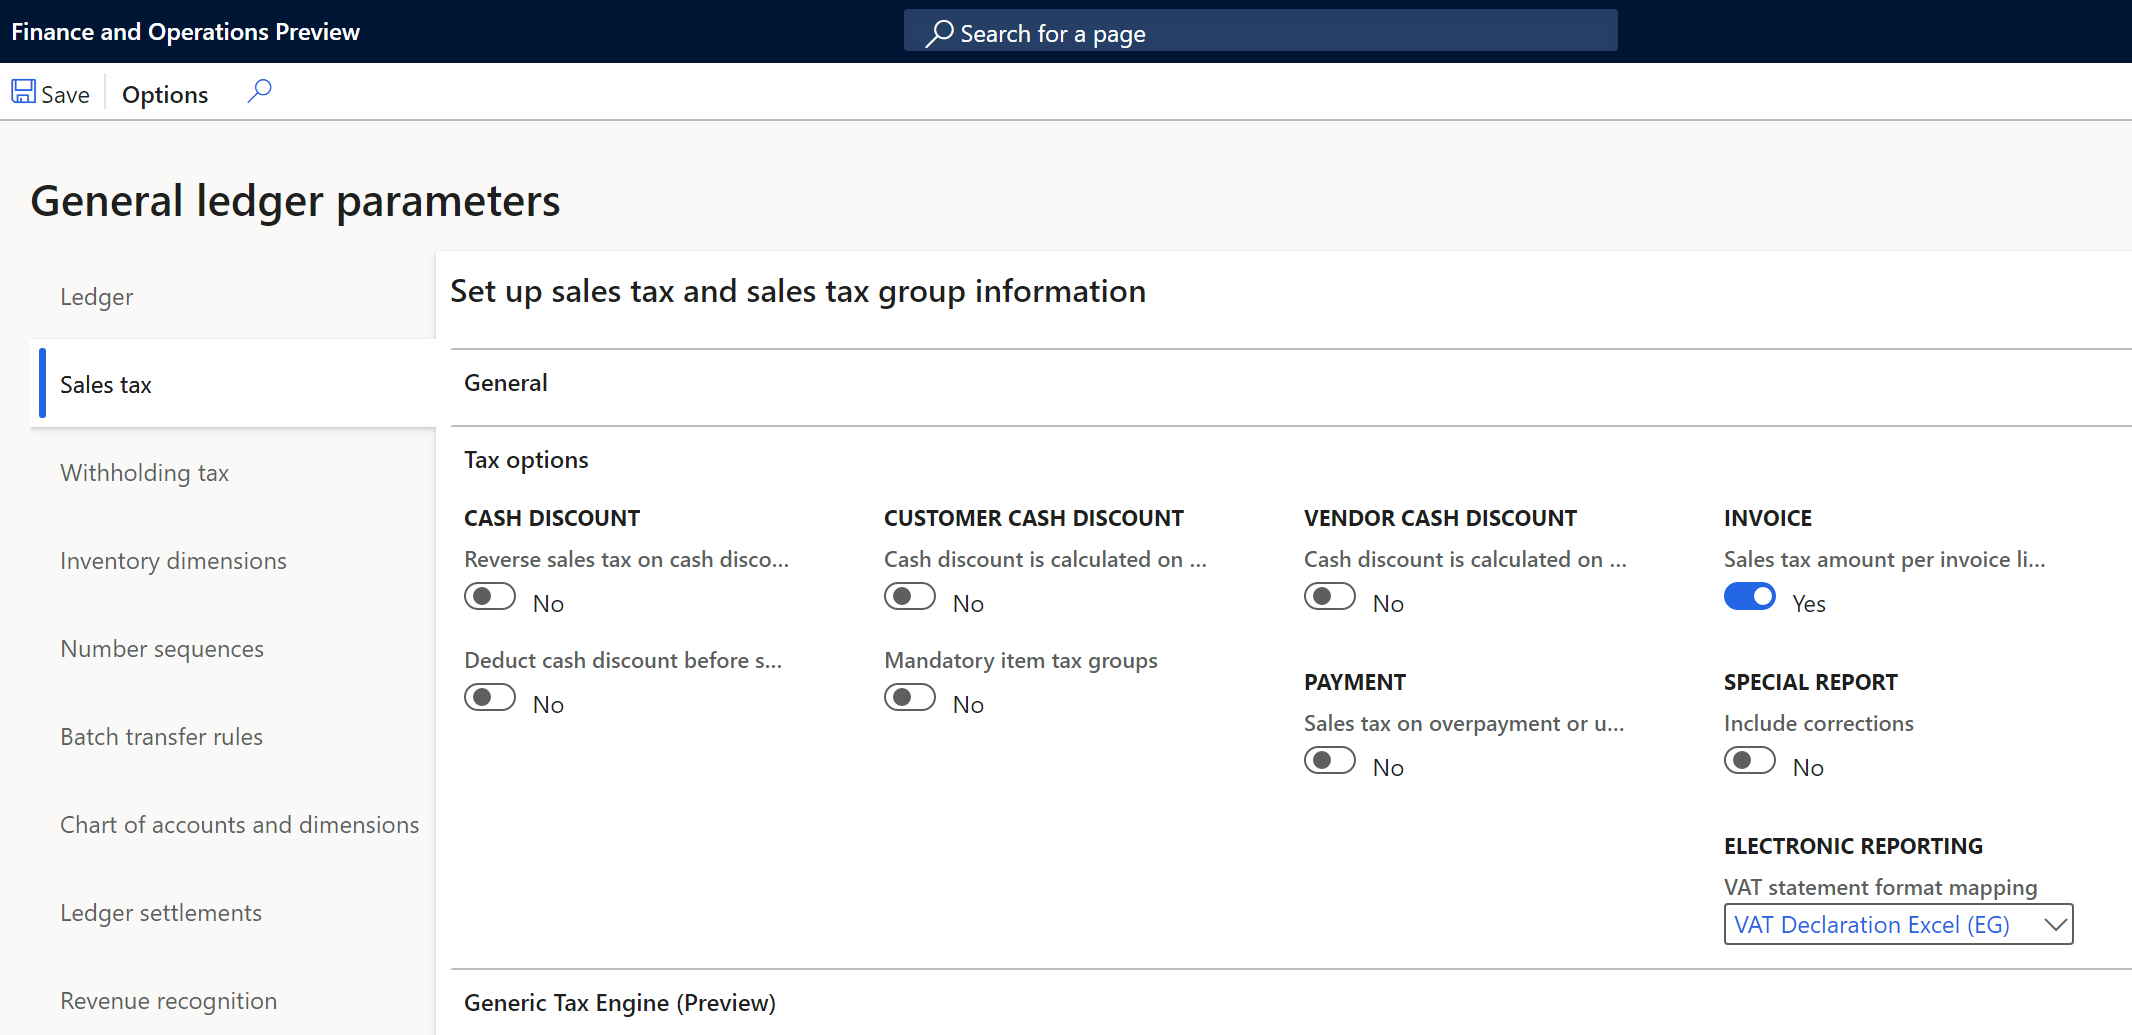 Finance and Operations Preview
Search for a page
Save
Options
General ledger parameters
Ledger
Sales tax
Withholding tax
Inventory dimensions
Number sequences
Batch transfer rules
Chart of accounts and dimensions
Ledger settlements
Revenue recognition
Set up sales tax and sales tax group information
General
Tax options
CASH DISCOUNT
Reverse sales tax on cash disco...
No
Deduct cash discount before s...
No
CUSTOMER CASH DISCOUNT
Cash discount is calculated on ...
No
Mandatory item tax groups
No
VENDOR CASH DISCOUNT
Cash discount is calculated on ...
No
PAYMENT
Sales tax on overpayment or u...
No
INVOICE
Sales tax amount per invoice li...
Yes
SPECIAL REPORT
Include corrections
No
ELECTRONIC REPORTING
VAT statement format mapping
VAT Declaration Excel (EG)
Generic Tax Engine (Preview)